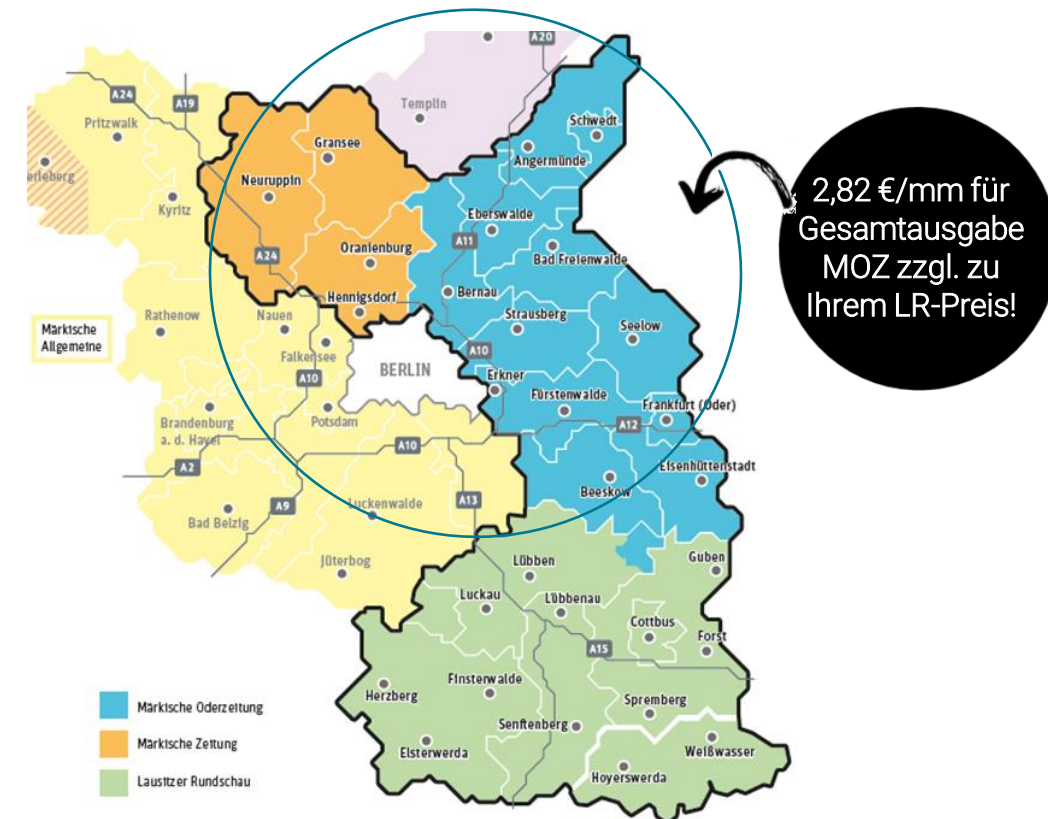 A20
Templin
A24
A19
Pritzwalk
Schwedt
Gransee
Angermünde
erleberg
Neuruppin
Kyritz
Eberswalde
Oranienburg
A11
Bad Freienwalde
A24
Hennigsdorf
Bernau
Rathenow
Nauen
Strausberg
Seelow
Märkische
Allgemeine
Falkensee
A10
BERLIN
A10
Erkner
Fürstenwalde
Frankfurt (Oder)
Brandenburg
a. d. Havel
Potsdam
A12
A10
A2
Eisenhüttenstadt
Beeskow
A9
A13
Luckenwalde
Bad Belzig
Jüterbog
Lübben
Guben
Luckau
Lübbenau
Cottbus
Forst
A15
Finsterwalde
Herzberg
Spremberg
Senftenberg
Elsterwerda
Weißwasser
Hoyerswerda
Märkische Oderzeitung
Märkische Zeitung
Lausitzer Rundschau
2,82 €/mm für
Gesamtausgabe
MOZ zzgl. zu
Ihrem LR-Preis!